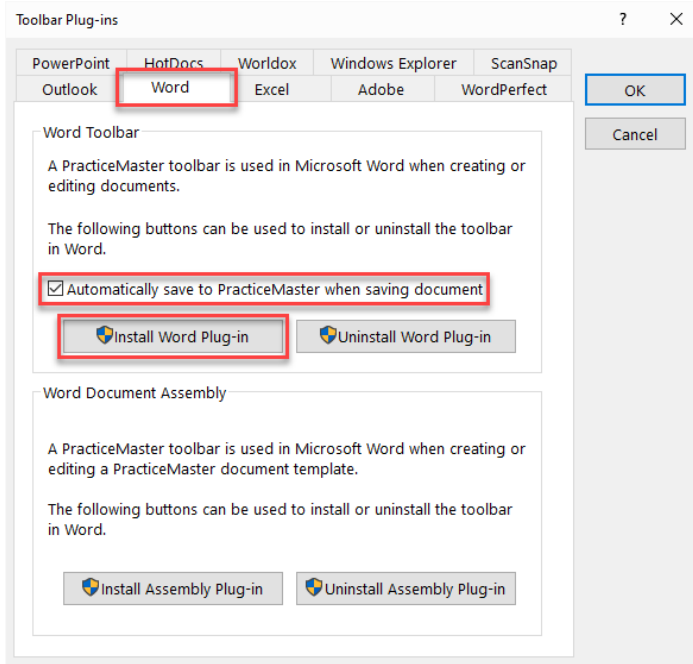 Toolbar Plug-ins ? ×
PowerPoint HotDocs Worldox Windows Explorer ScanSnap
Outlook Word Excel Adobe WordPerfect
OK
Cancel
Word Toolbar
A PracticeMaster toolbar is used in Microsoft Word when creating or
editing documents.
The following buttons can be used to install or uninstall the toolbar
in Word.
Automatically save to PracticeMaster when saving document
Install Word Plug-in Uninstall Word Plug-in
Word Document Assembly
A PracticeMaster toolbar is used in Microsoft Word when creating or
editing a PracticeMaster document template.
The following buttons can be used to install or uninstall the toolbar
in Word.
Install Assembly Plug-in Uninstall Assembly Plug-in